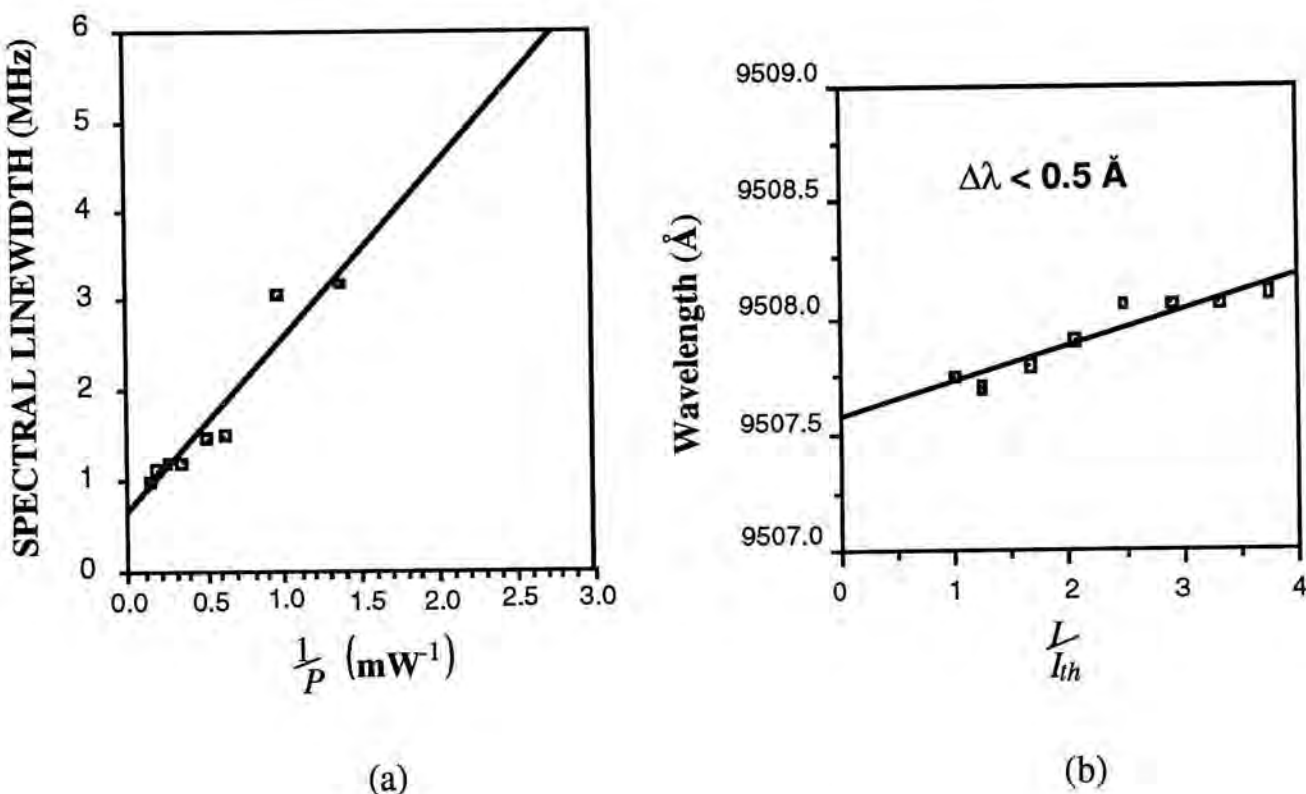 SPECTRAL LINEWIDTH (MHz)
6
5
4
3
2
1
0
0.0 0.5 1.0 1.5 2.0 2.5 3.0
1/P (mW⁻¹)
(a)
Wavelength (Å)
9509.0
9508.5
9508.0
9507.5
9507.0
Δλ < 0.5 Å
0 1 2 3 4
I/Ith
(b)